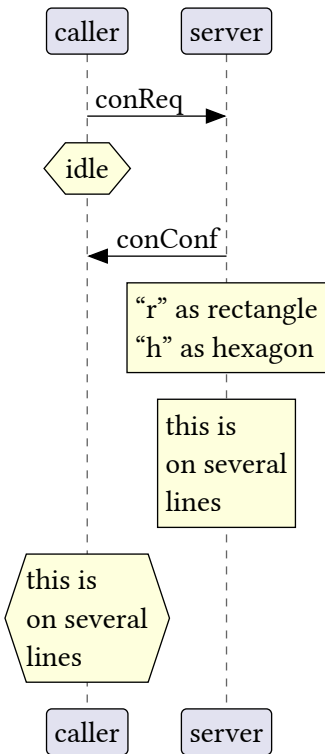 caller server
conReq
idle
conConf
“r” as rectangle
“h” as hexagon
this is
on several
lines
this is
on several
lines
caller server